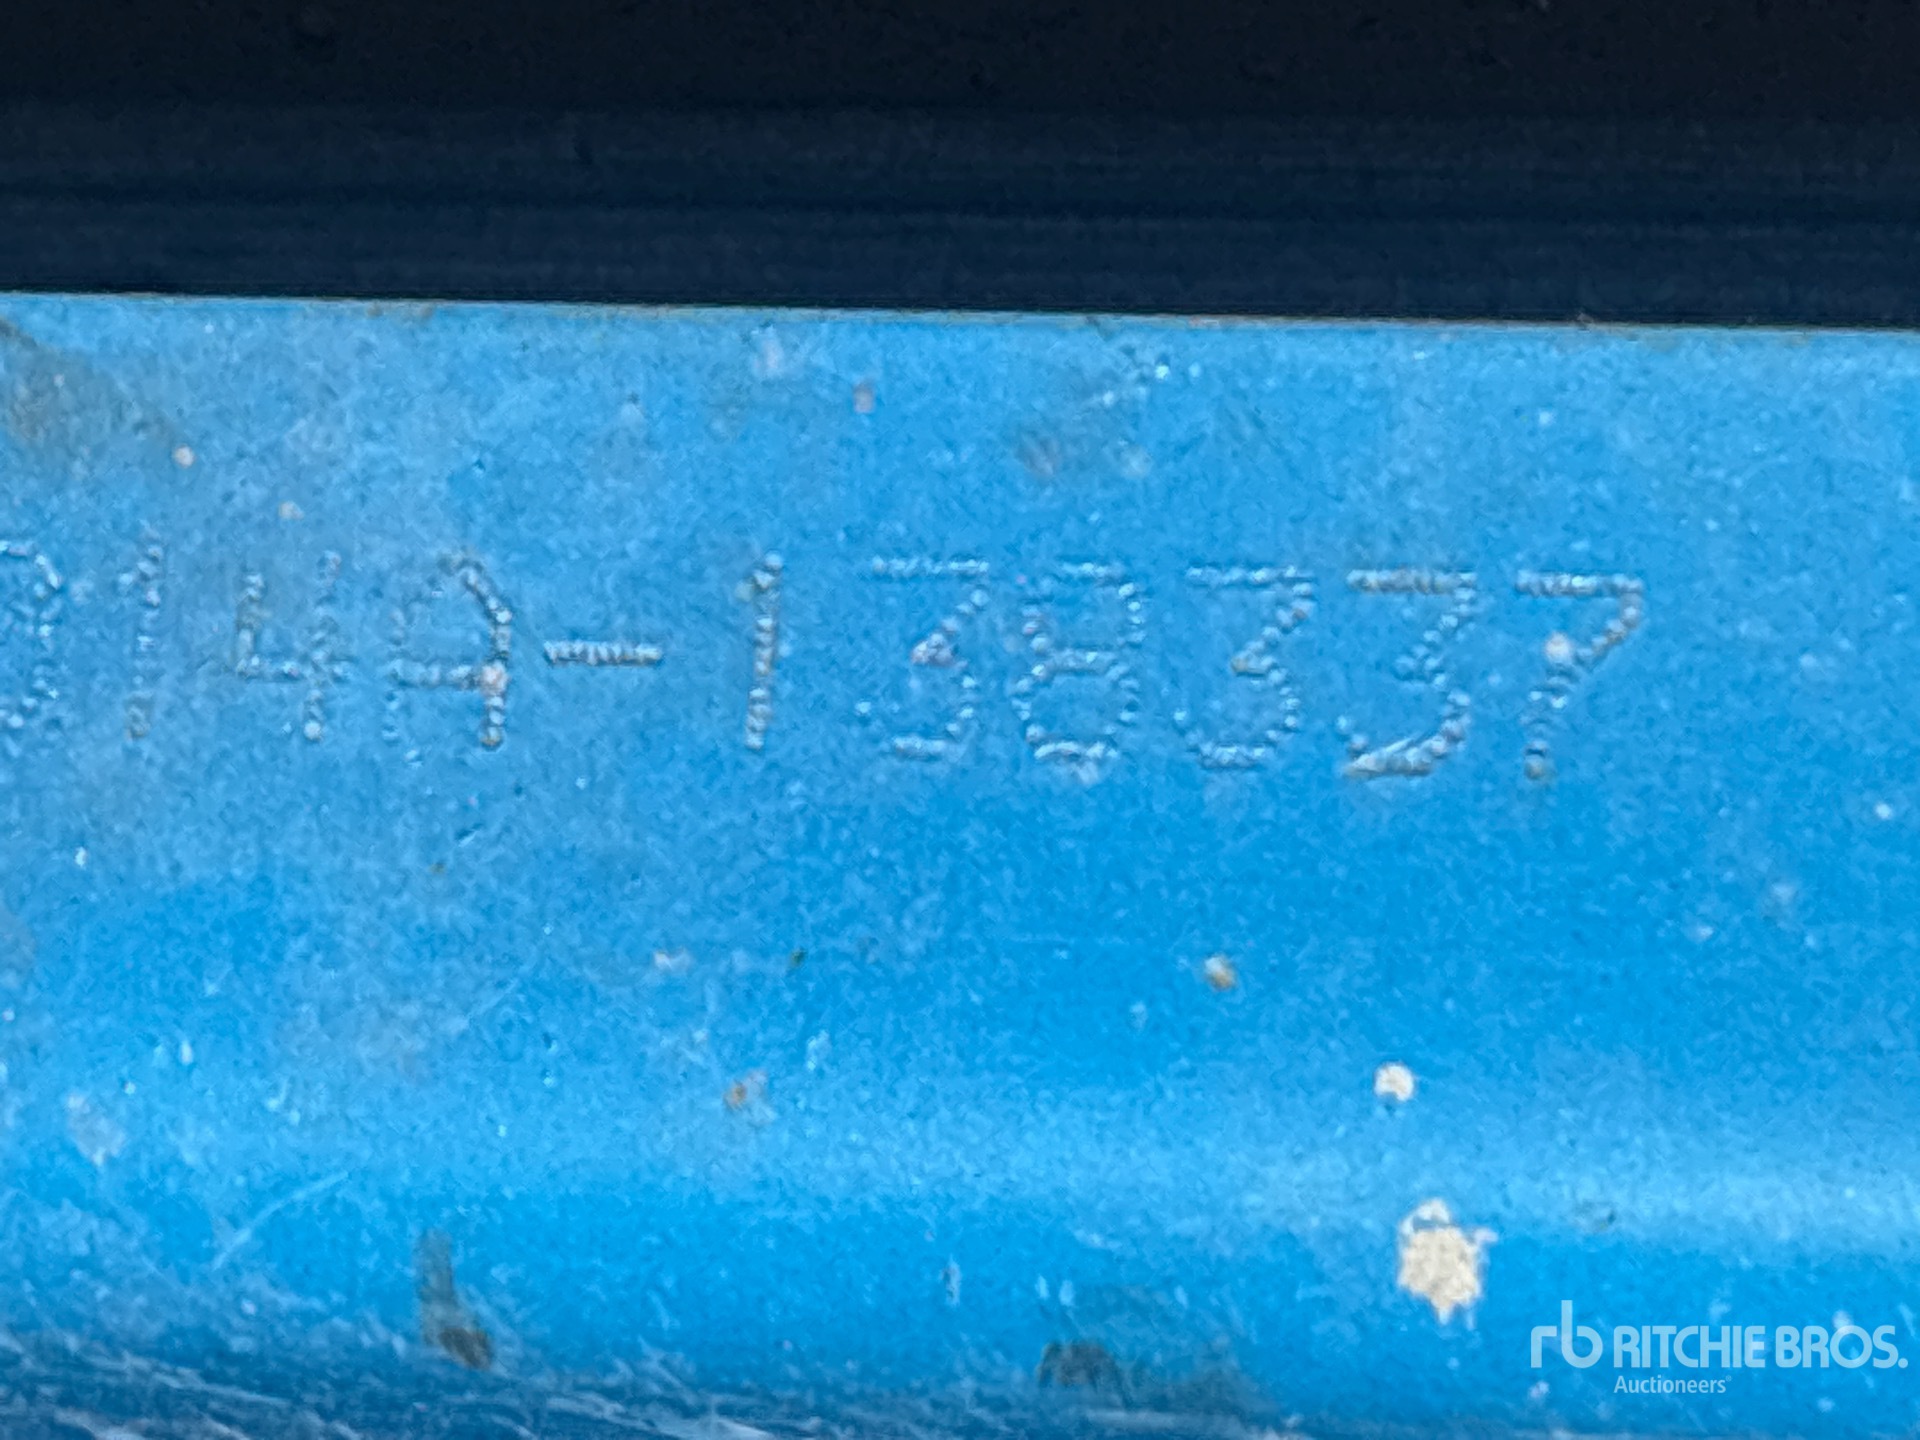 14A-138337
rb RITCHIE BROS.
Auctioneers